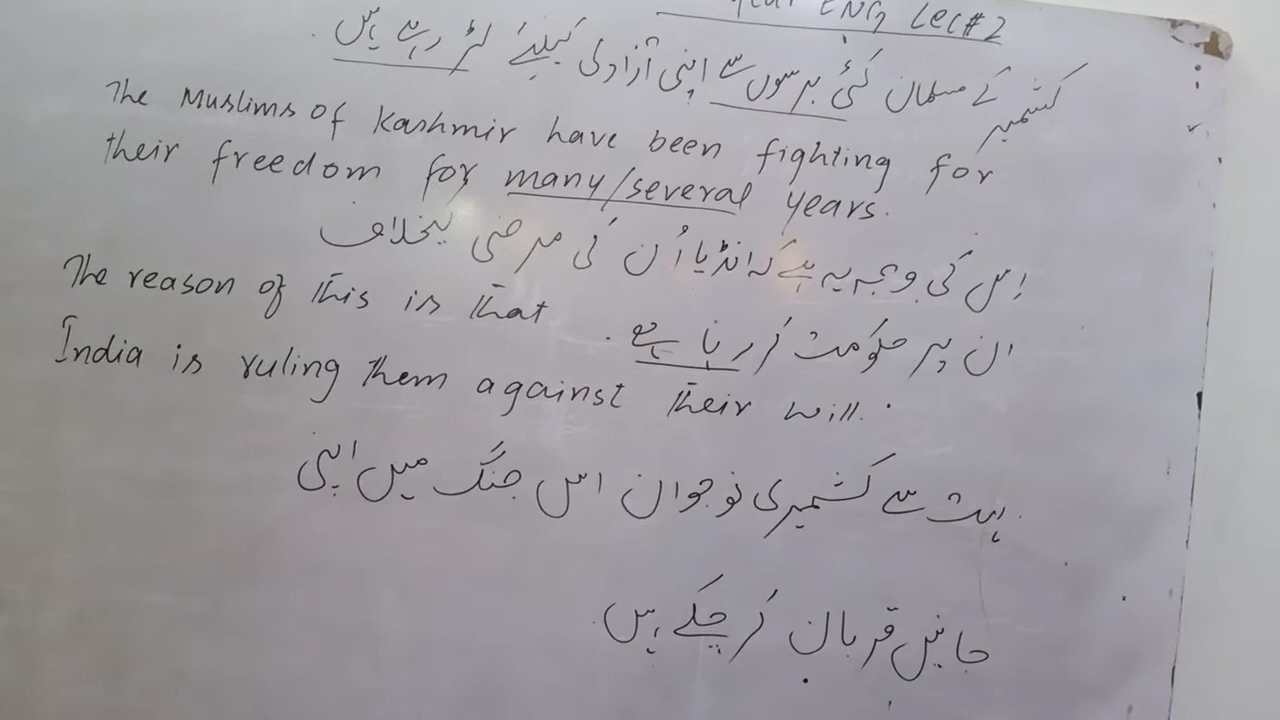 Year ENG Lec#2
کشمیر کے مسلمان کئی برسوں سے اپنی آزادی کیلئے لڑ رہے ہیں .
The Muslims of Kashmir have been fighting for
their freedom for many/several years.
اِس کی وجہ یہ ہے کہ انڈیا اُن کی مرضی کیخلاف
ان پر حکومت کر رہا ہے .
The reason of this is that
India is ruling them against their will.
بہت سے کشمیری نوجوان اس جنگ میں اپنی
جانیں قربان کر چکے ہیں